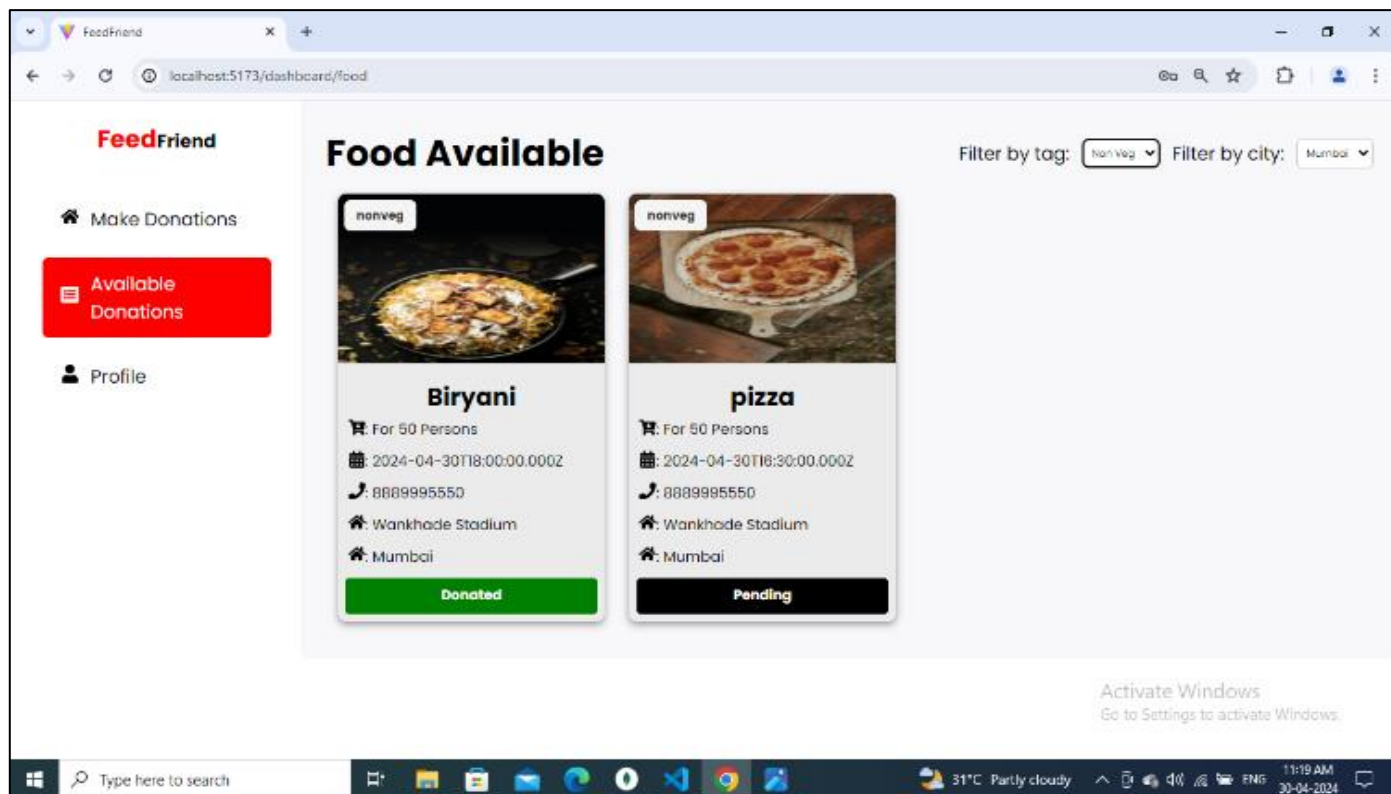 FeedFriend
localhost:5173/dashboard/food
FeedFriend
Make Donations
Available
Donations
Profile
Food Available
Filter by tag: Non Veg Filter by city: Mumbai
nonveg
Biryani
: For 50 Persons
: 2024-04-30T18:00:00.000Z
: 8889995550
: Wankhade Stadium
: Mumbai
Donated
nonveg
pizza
: For 50 Persons
: 2024-04-30T16:30:00.000Z
: 8889995550
: Wankhade Stadium
: Mumbai
Pending
Activate Windows
Go to Settings to activate Windows.
Type here to search
31°C Partly cloudy
ENG
11:19 AM
30-04-2024